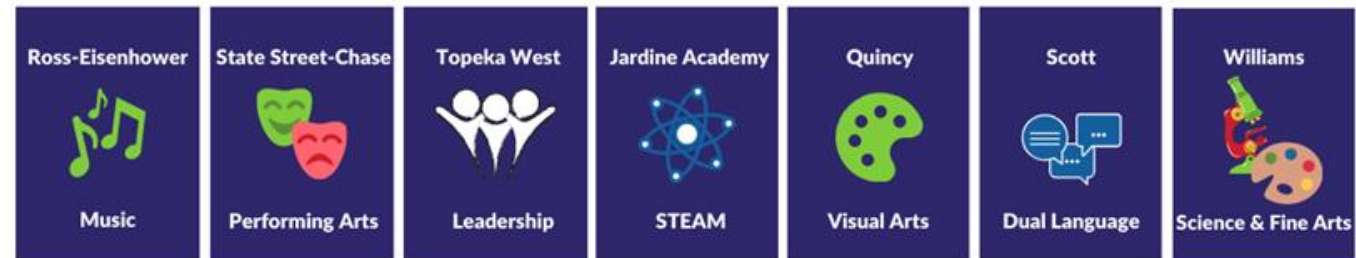 Ross-Eisenhower
Music
State Street-Chase
Performing Arts
Topeka West
Leadership
Jardine Academy
STEAM
Quincy
Visual Arts
Scott
Dual Language
Williams
Science & Fine Arts